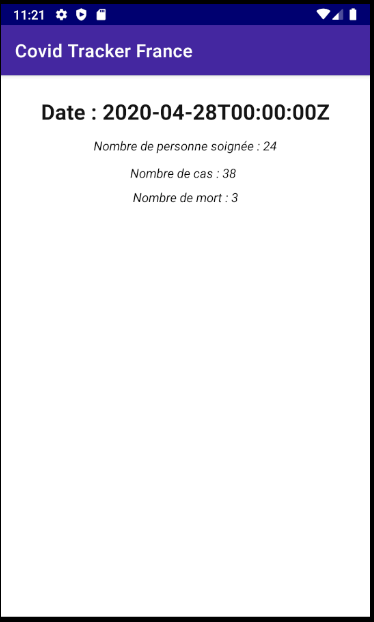 11:21
Covid Tracker France
Date : 2020-04-28T00:00:00Z
Nombre de personne soignée : 24
Nombre de cas : 38
Nombre de mort : 3